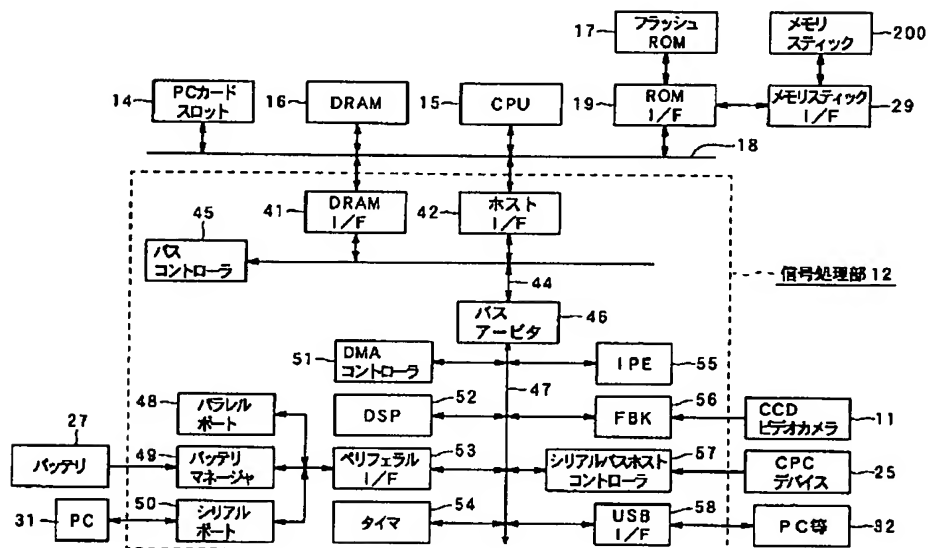 17
フラッシュ
ROM
メモリ
スティック
200
14
PCカード
スロット
16
DRAM
15
CPU
19
ROM
I/F
メモリスティック
I/F
29
18
41
DRAM
I/F
42
ホスト
I/F
45
バス
コントローラ
44
信号処理部12
バス
アービタ
46
51
DMA
コントローラ
IPE
55
47
48
パラレル
ポート
52
DSP
FBK
56
CCD
ビデオカメラ
11
27
バッテリ
49
バッテリ
マネージャ
ペリフェラル
I/F
53
シリアルバスホスト
コントローラ
57
CPC
デバイス
25
31
PC
50
シリアル
ポート
タイマ
54
USB
I/F
58
PC等
32